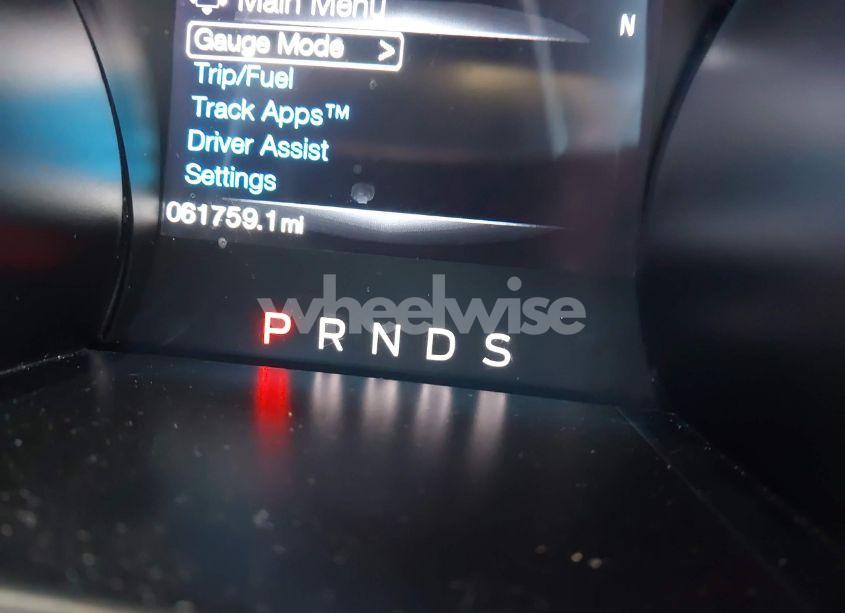 Main Menu
N
Gauge Mode >
Trip/Fuel
Track Apps™
Driver Assist
Settings
061759.1 mi
wheelwise
P R N D S